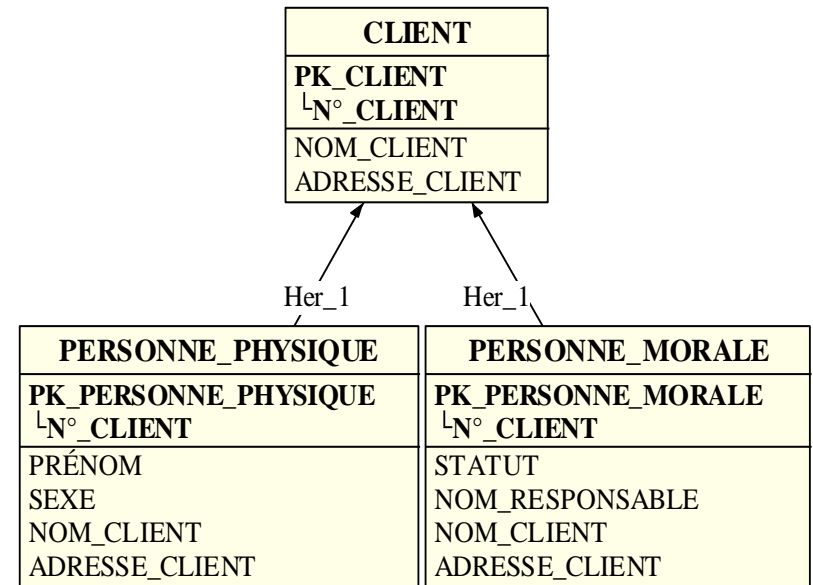 CLIENT
PK_CLIENT
└N°_CLIENT
NOM_CLIENT
ADRESSE_CLIENT
Her_1
Her_1
PERSONNE_PHYSIQUE
PK_PERSONNE_PHYSIQUE
└N°_CLIENT
PRÉNOM
SEXE
NOM_CLIENT
ADRESSE_CLIENT
PERSONNE_MORALE
PK_PERSONNE_MORALE
└N°_CLIENT
STATUT
NOM_RESPONSABLE
NOM_CLIENT
ADRESSE_CLIENT